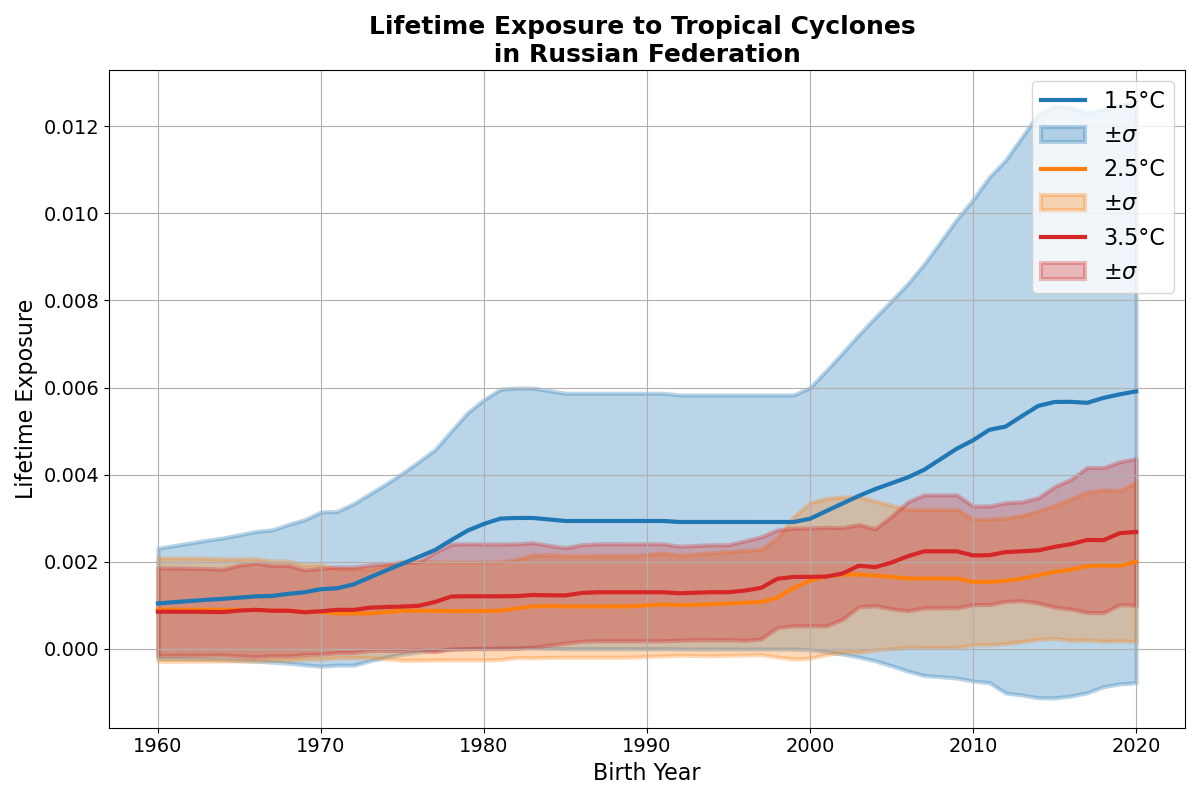 Lifetime Exposure to Tropical Cyclones
in Russian Federation
Lifetime Exposure
0.012
0.010
0.008
0.006
0.004
0.002
0.000
1.5°C
±σ
2.5°C
±σ
3.5°C
±σ
1960
1970
1980
1990
2000
2010
2020
Birth Year